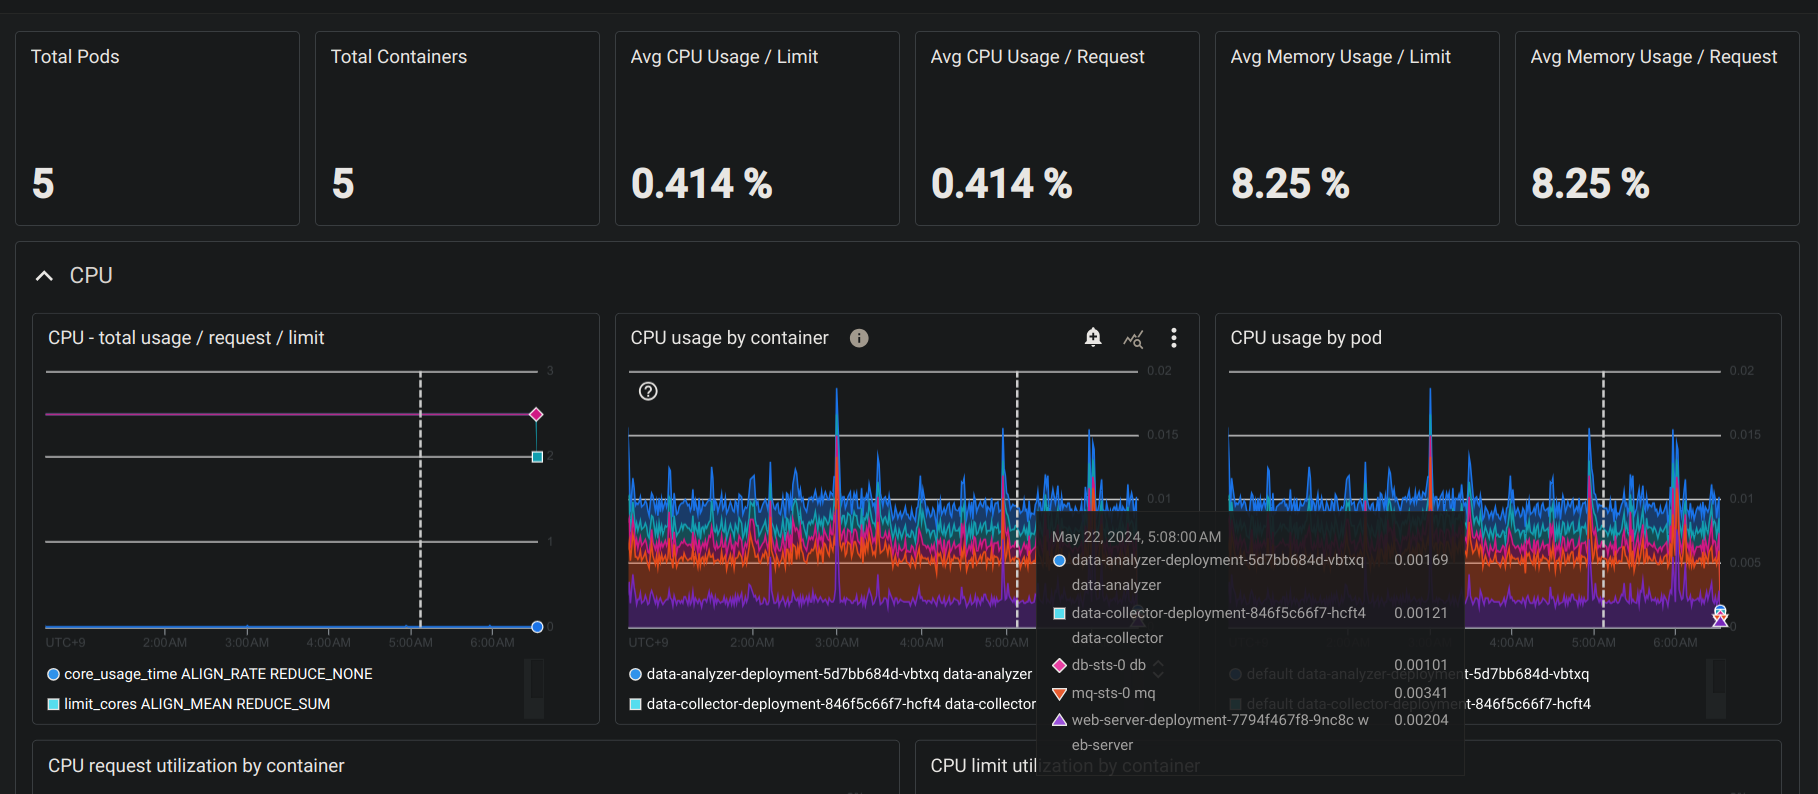 Total Pods
Total Containers
Avg CPU Usage / Limit
Avg CPU Usage / Request
Avg Memory Usage / Limit
Avg Memory Usage / Request
5
5
0.414 %
0.414 %
8.25 %
8.25 %
CPU
CPU - total usage / request / limit
3
2
1
0
UTC+9
2:00 AM
3:00 AM
4:00 AM
5:00 AM
6:00 AM
core_usage_time ALIGN_RATE REDUCE_NONE
limit_cores ALIGN_MEAN REDUCE_SUM
CPU usage by container
0.02
0.015
0.01
UTC+9
2:00 AM
3:00 AM
4:00 AM
5:00 AM
data-analyzer-deployment-5d7bb684d-vbtxq data-analyzer
data-collector-deployment-846f5c66f7-hcft4 data-collector
May 22, 2024, 5:08:00 AM
data-analyzer-deployment-5d7bb684d-vbtxq 0.00169
data-analyzer
data-collector-deployment-846f5c66f7-hcft4 0.00121
data-collector
db-sts-0 db 0.00101
mq-sts-0 mq 0.00341
web-server-deployment-7794f467f8-9nc8c w 0.00204
eb-server
CPU usage by pod
0.02
0.015
0.01
0.005
0
4:00 AM
5:00 AM
6:00 AM
default data-analyzer-deployment-5d7bb684d-vbtxq
default data-collector-deployment-846f5c66f7-hcft4
CPU request utilization by container
CPU limit utilization by container